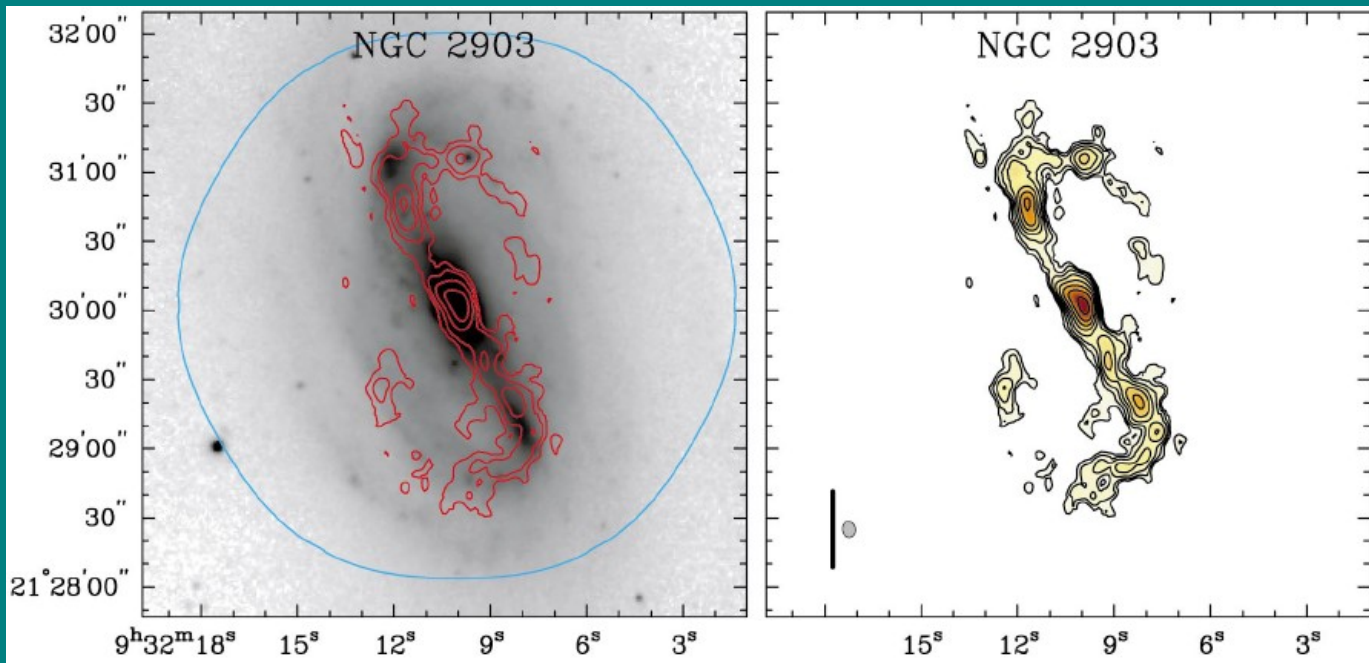 NGC 2903
NGC 2903
32'00"
30"
31'00"
30"
30'00"
30"
29'00"
30"
21°28'00"
9ʰ32ᵐ18ˢ 15ˢ 12ˢ 9ˢ 6ˢ 3ˢ
15ˢ 12ˢ 9ˢ 6ˢ 3ˢ